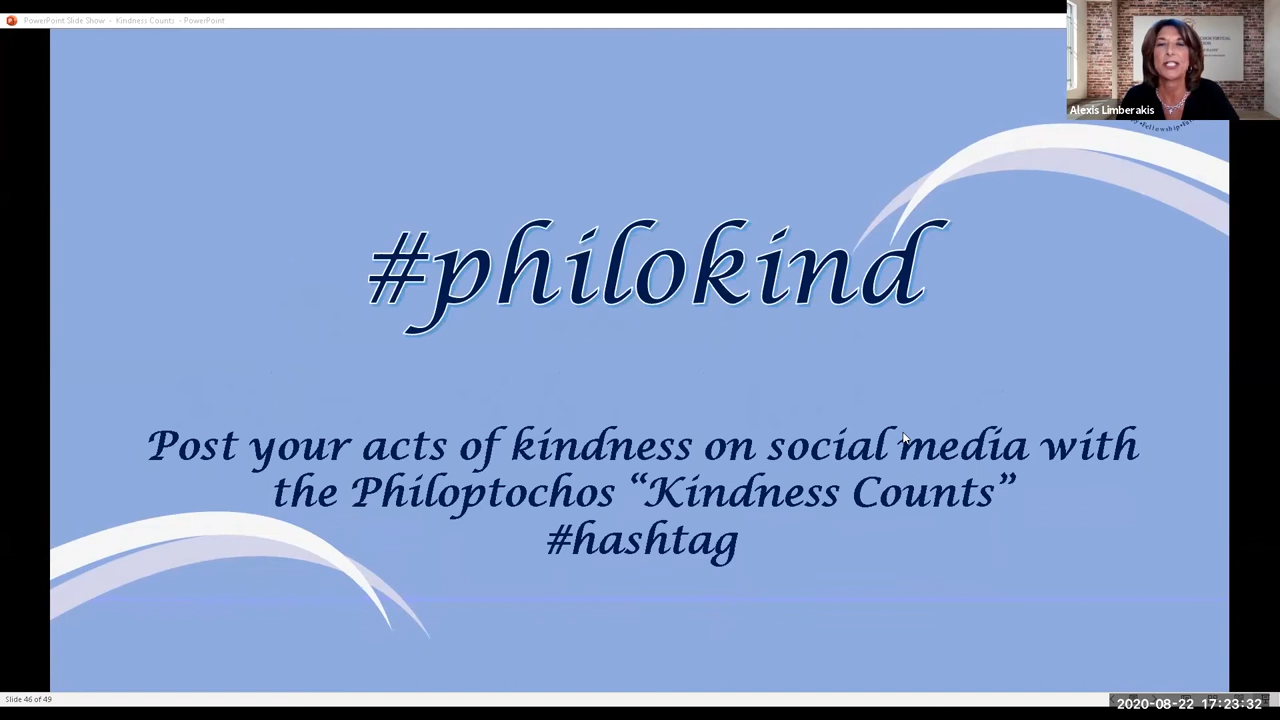 PowerPoint Slide Show - Kindness Counts - PowerPoint
Alexis Limberakis
Fellowship
#philokind
Post your acts of kindness on social media with
the Philoptochos “Kindness Counts”
#hashtag
Slide 46 of 49
2020-08-22 17:23:32